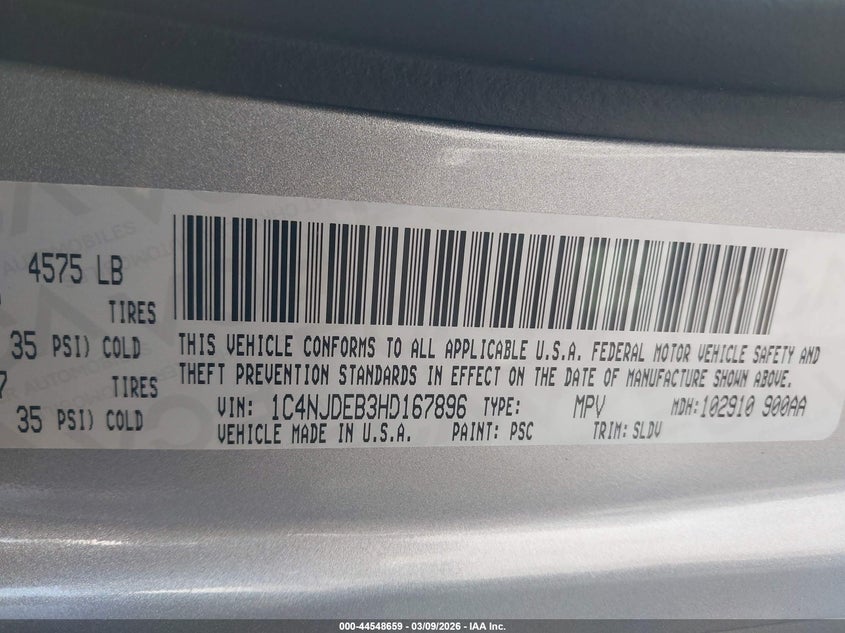 4575 LB
TIRES
35 PSI) COLD
7 TIRES
35 PSI) COLD
THIS VEHICLE CONFORMS TO ALL APPLICABLE U.S.A. FEDERAL MOTOR VEHICLE SAFETY AND
THEFT PREVENTION STANDARDS IN EFFECT ON THE DATE OF MANUFACTURE SHOWN ABOVE.
VIN: 1C4NJDEB3HD167896 TYPE: MPV MDH:102910 900AA
VEHICLE MADE IN U.S.A. PAINT: PSC TRIM: SLDV
000-44548659 - 03/09/2026 - IAA Inc.